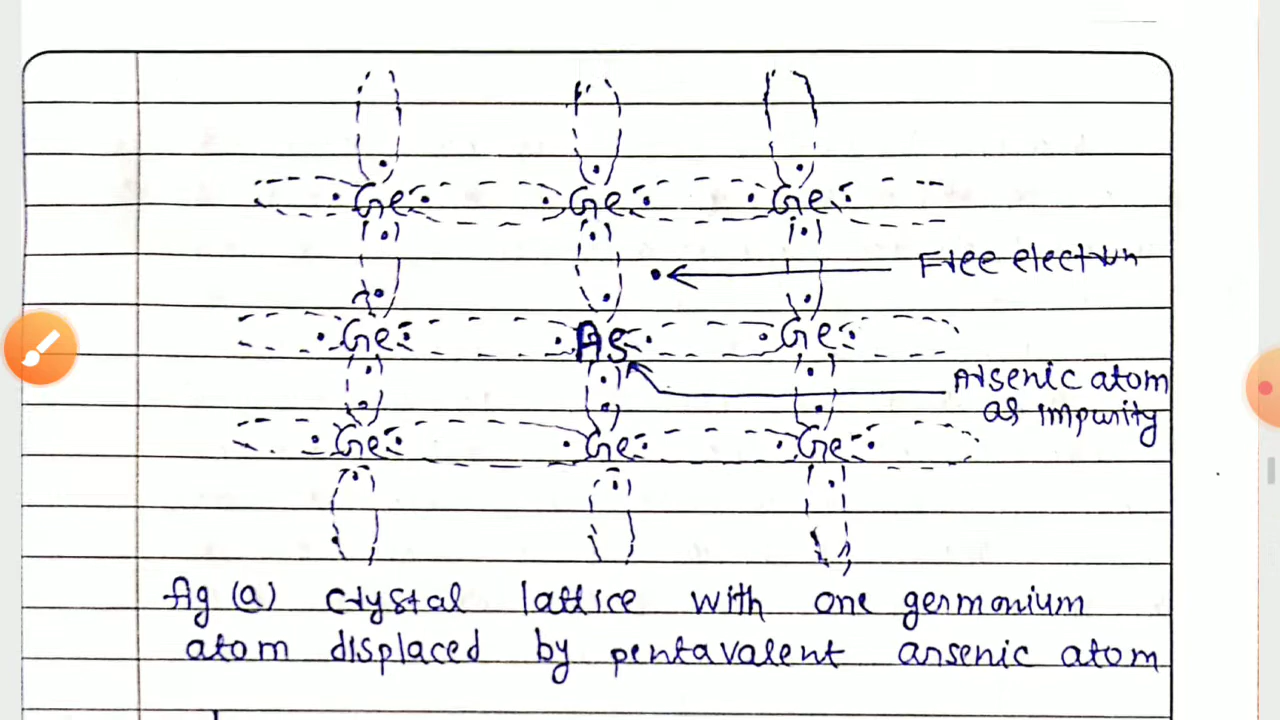 Ge Ge Ge
Free electron
Ge As Ge
Arsenic atom
as impurity
Ge Ge Ge
fig (a) crystal lattice with one germonium
atom displaced by pentavalent arsenic atom